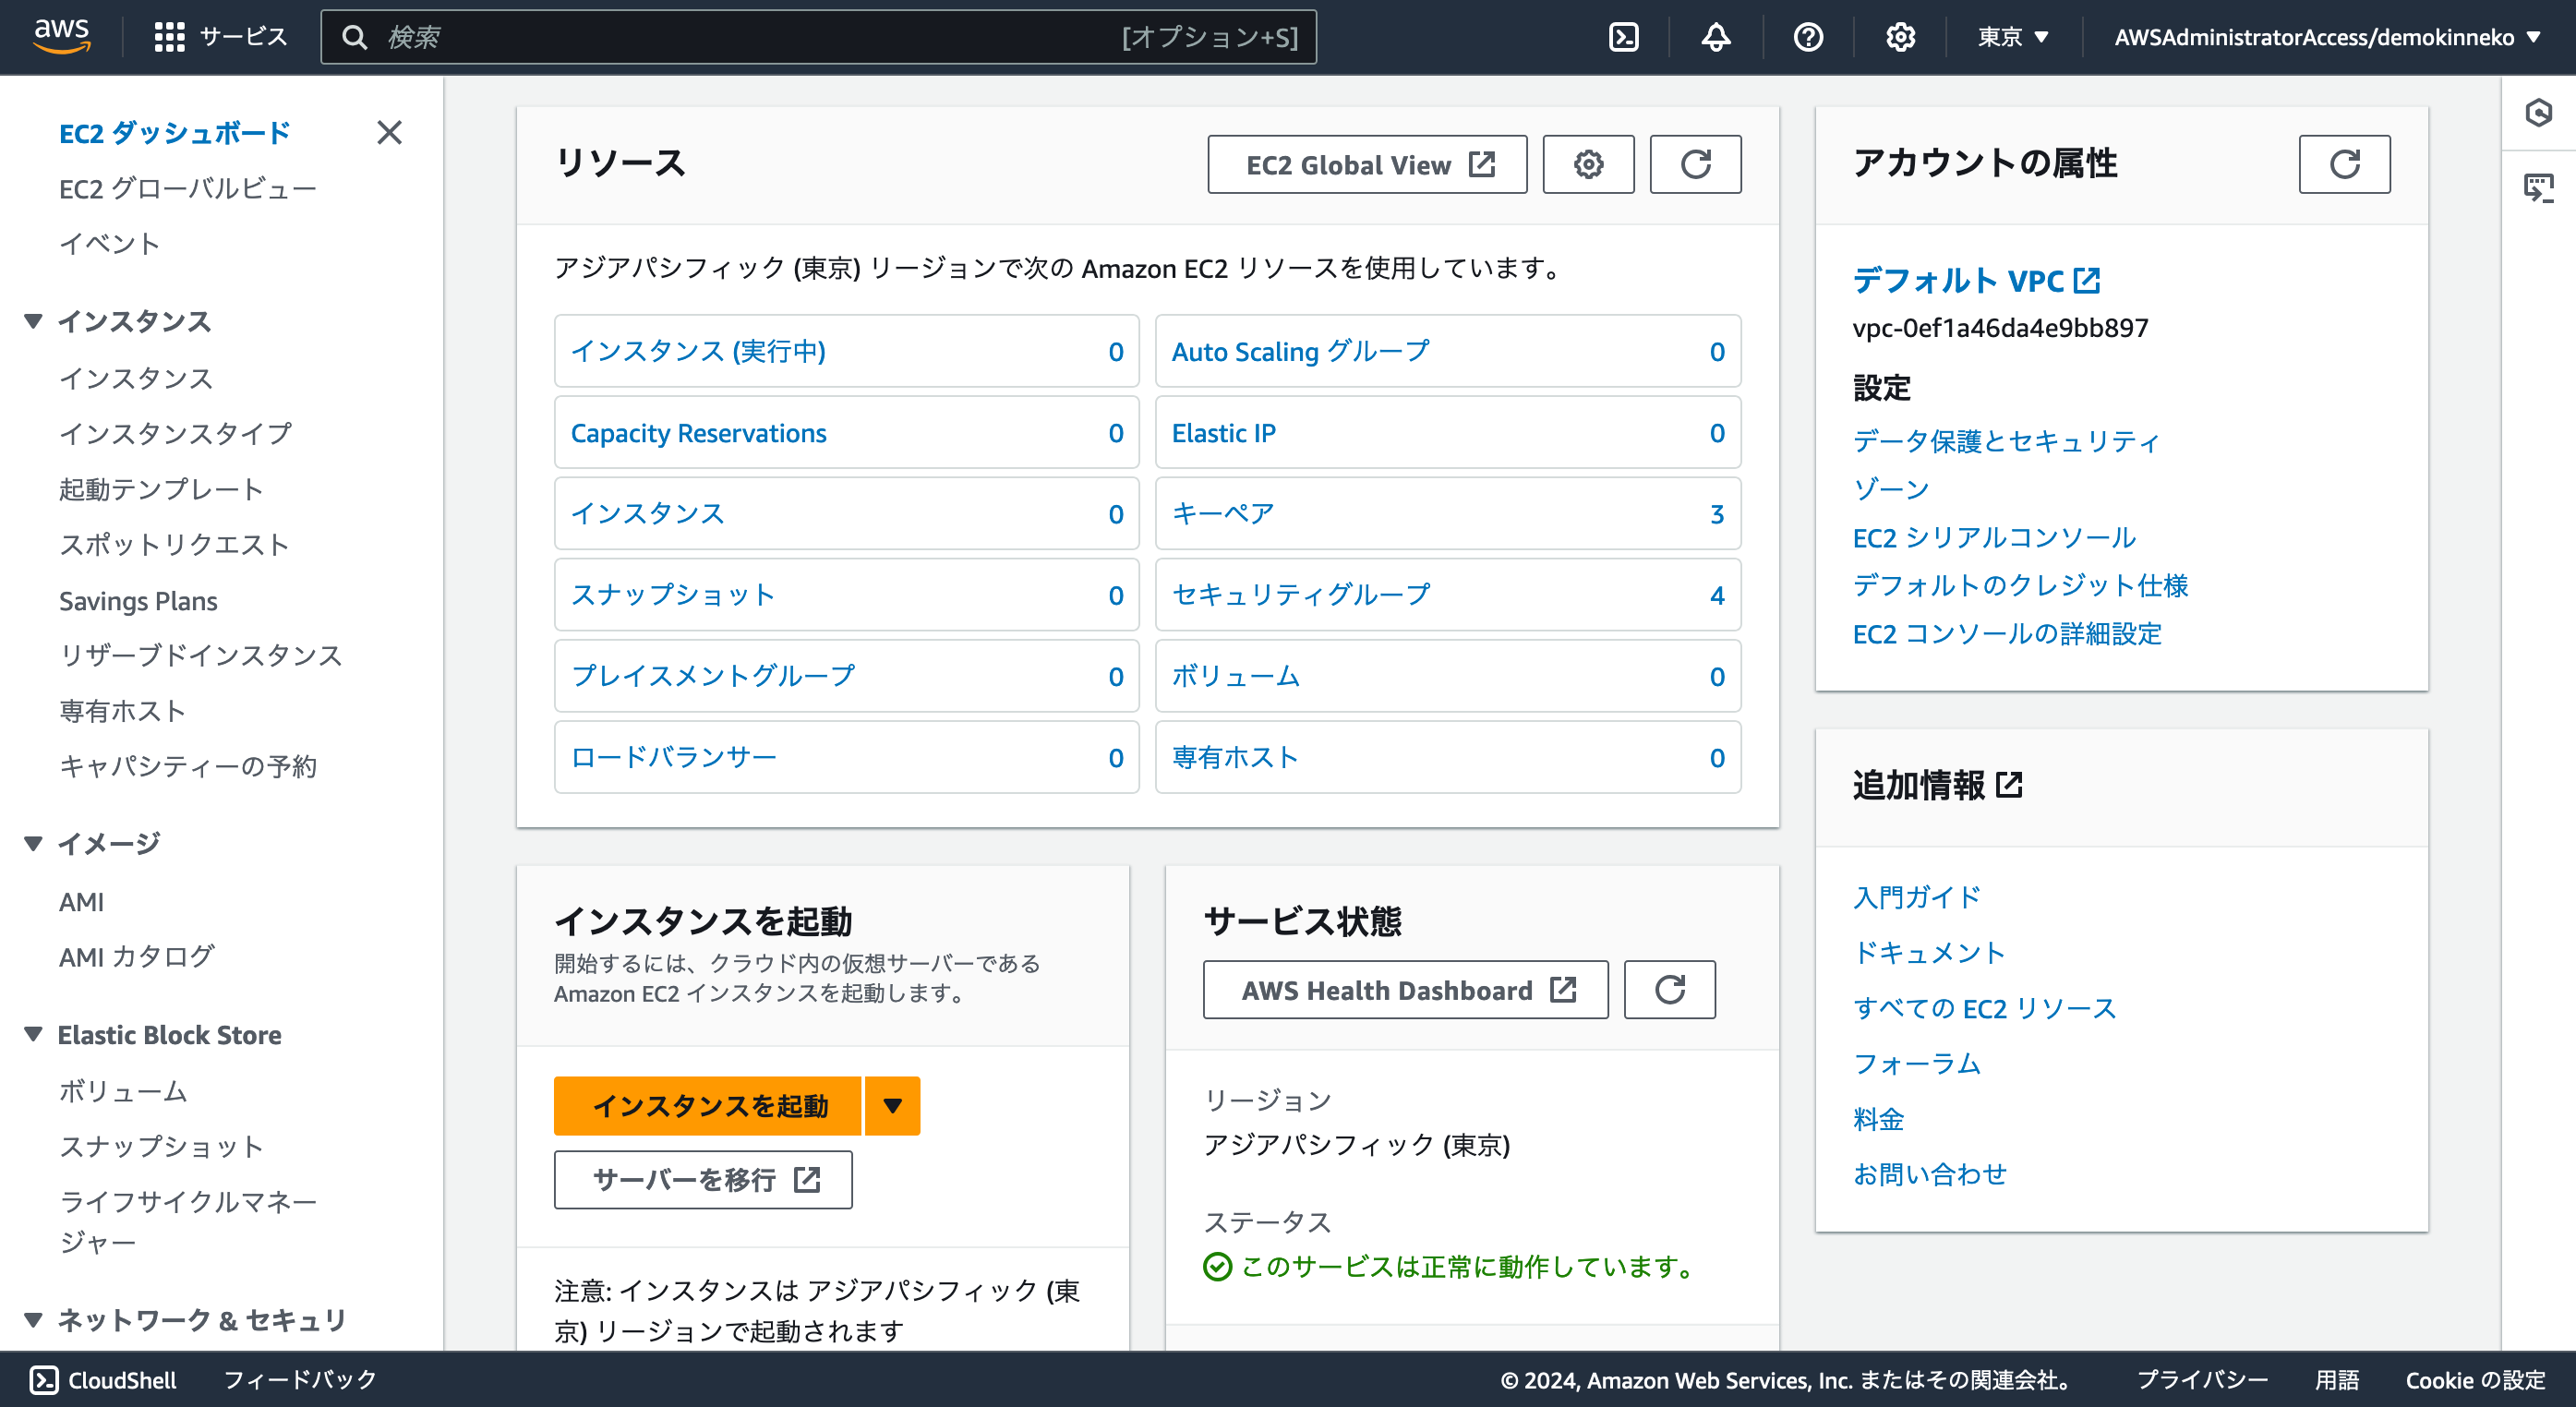 aws
サービス
検索
[オプション+S]
東京
AWSAdministratorAccess/demokinneko
EC2 ダッシュボード
EC2 グローバルビュー
イベント
インスタンス
インスタンス
インスタンスタイプ
起動テンプレート
スポットリクエスト
Savings Plans
リザーブドインスタンス
専有ホスト
キャパシティーの予約
イメージ
AMI
AMI カタログ
Elastic Block Store
ボリューム
スナップショット
ライフサイクルマネー
ジャー
ネットワーク & セキュリ
リソース
EC2 Global View
アジアパシフィック (東京) リージョンで次の Amazon EC2 リソースを使用しています。
インスタンス (実行中) 0
Auto Scaling グループ 0
Capacity Reservations 0
Elastic IP 0
インスタンス 0
キーペア 3
スナップショット 0
セキュリティグループ 4
プレイスメントグループ 0
ボリューム 0
ロードバランサー 0
専有ホスト 0
インスタンスを起動
開始するには、クラウド内の仮想サーバーである
Amazon EC2 インスタンスを起動します。
インスタンスを起動
サーバーを移行
注意: インスタンスは アジアパシフィック (東
京) リージョンで起動されます
サービス状態
AWS Health Dashboard
リージョン
アジアパシフィック (東京)
ステータス
このサービスは正常に動作しています。
アカウントの属性
デフォルト VPC
vpc-0ef1a46da4e9bb897
設定
データ保護とセキュリティ
ゾーン
EC2 シリアルコンソール
デフォルトのクレジット仕様
EC2 コンソールの詳細設定
追加情報
入門ガイド
ドキュメント
すべての EC2 リソース
フォーラム
料金
お問い合わせ
CloudShell
フィードバック
© 2024, Amazon Web Services, Inc. またはその関連会社。
プライバシー
用語
Cookie の設定